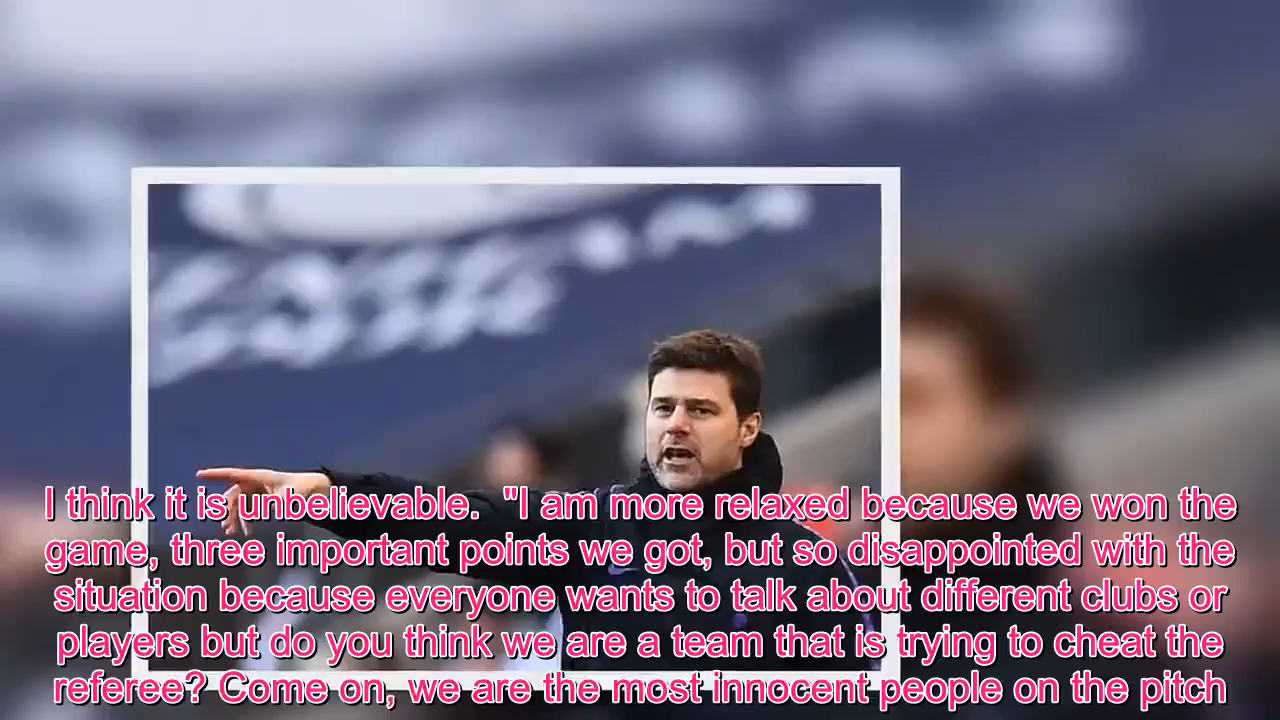 I think it is unbelievable. "I am more relaxed because we won the
game, three important points we got, but so disappointed with the
situation because everyone wants to talk about different clubs or
players but do you think we are a team that is trying to cheat the
referee? Come on, we are the most innocent people on the pitch